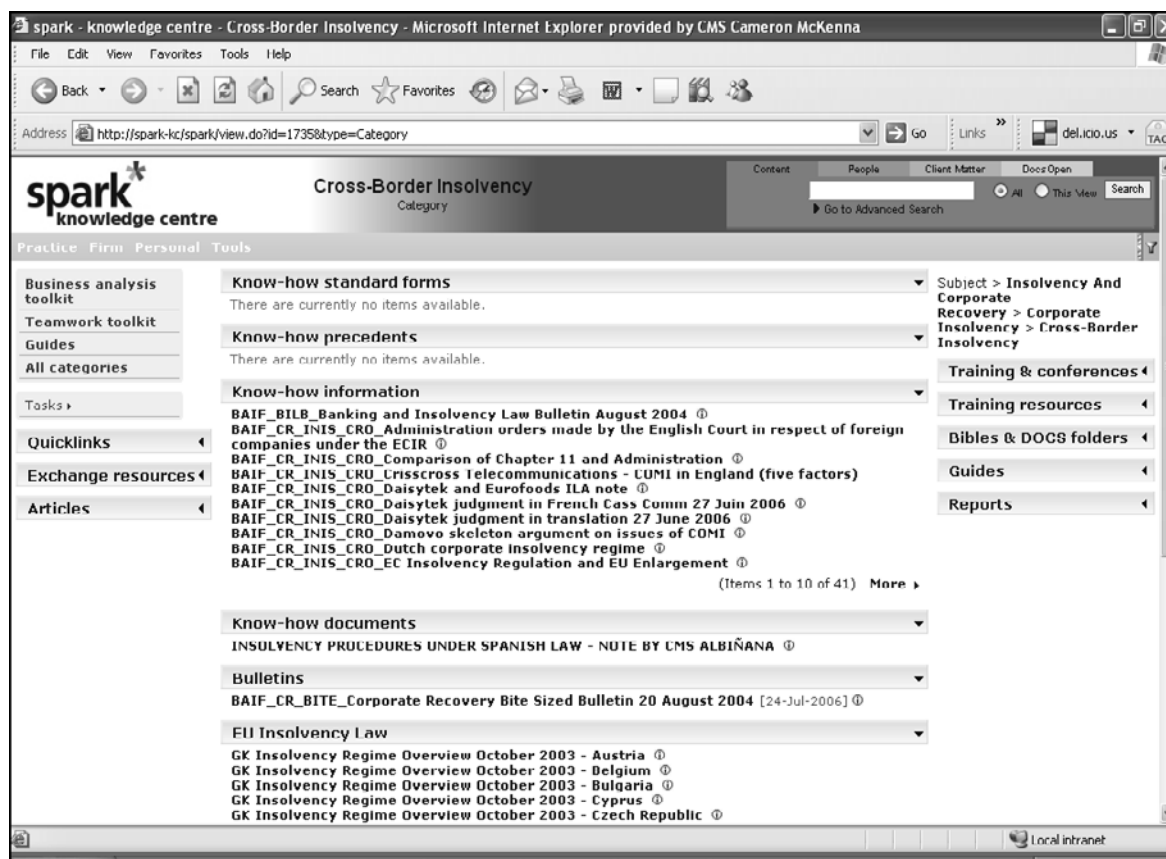 spark - knowledge centre - Cross-Border Insolvency - Microsoft Internet Explorer provided by CMS Cameron McKenna
File Edit View Favorites Tools Help
Back Search Favorites
Address http://spark-kc/spark/view.do?id=1735&type=Category Go Links » del.icio.us TAG
spark*
knowledge centre
Cross-Border Insolvency
Category
Content People Client Matter DocsOpen
All This View Search
Go to Advanced Search
Practice Firm Personal Tools
Business analysis
toolkit
Teamwork toolkit
Guides
All categories
Tasks
Quicklinks
Exchange resources
Articles
Know-how standard forms
There are currently no items available.
Know-how precedents
There are currently no items available.
Know-how information
BAIF_BILB_Banking and Insolvency Law Bulletin August 2004
BAIF_CR_INIS_CRO_Administration orders made by the English Court in respect of foreign
companies under the ECIR
BAIF_CR_INIS_CRO_Comparison of Chapter 11 and Administration
BAIF_CR_INIS_CRO_Crisscross Telecommunications - COMI in England (five factors)
BAIF_CR_INIS_CRO_Daisytek and Eurofoods ILA note
BAIF_CR_INIS_CRO_Daisytek judgment in French Cass Comm 27 Juin 2006
BAIF_CR_INIS_CRO_Daisytek judgment in translation 27 June 2006
BAIF_CR_INIS_CRO_Damovo skeleton argument on issues of COMI
BAIF_CR_INIS_CRO_Dutch corporate insolvency regime
BAIF_CR_INIS_CRO_EC Insolvency Regulation and EU Enlargement
(Items 1 to 10 of 41) More
Know-how documents
INSOLVENCY PROCEDURES UNDER SPANISH LAW - NOTE BY CMS ALBIÑANA
Bulletins
BAIF_CR_BITE_Corporate Recovery Bite Sized Bulletin 20 August 2004 [24-Jul-2006]
EU Insolvency Law
GK Insolvency Regime Overview October 2003 - Austria
GK Insolvency Regime Overview October 2003 - Belgium
GK Insolvency Regime Overview October 2003 - Bulgaria
GK Insolvency Regime Overview October 2003 - Cyprus
GK Insolvency Regime Overview October 2003 - Czech Republic
Subject > Insolvency And
Corporate
Recovery > Corporate
Insolvency > Cross-Border
Insolvency
Training & conferences
Training resources
Bibles & DOCS folders
Guides
Reports
Local intranet